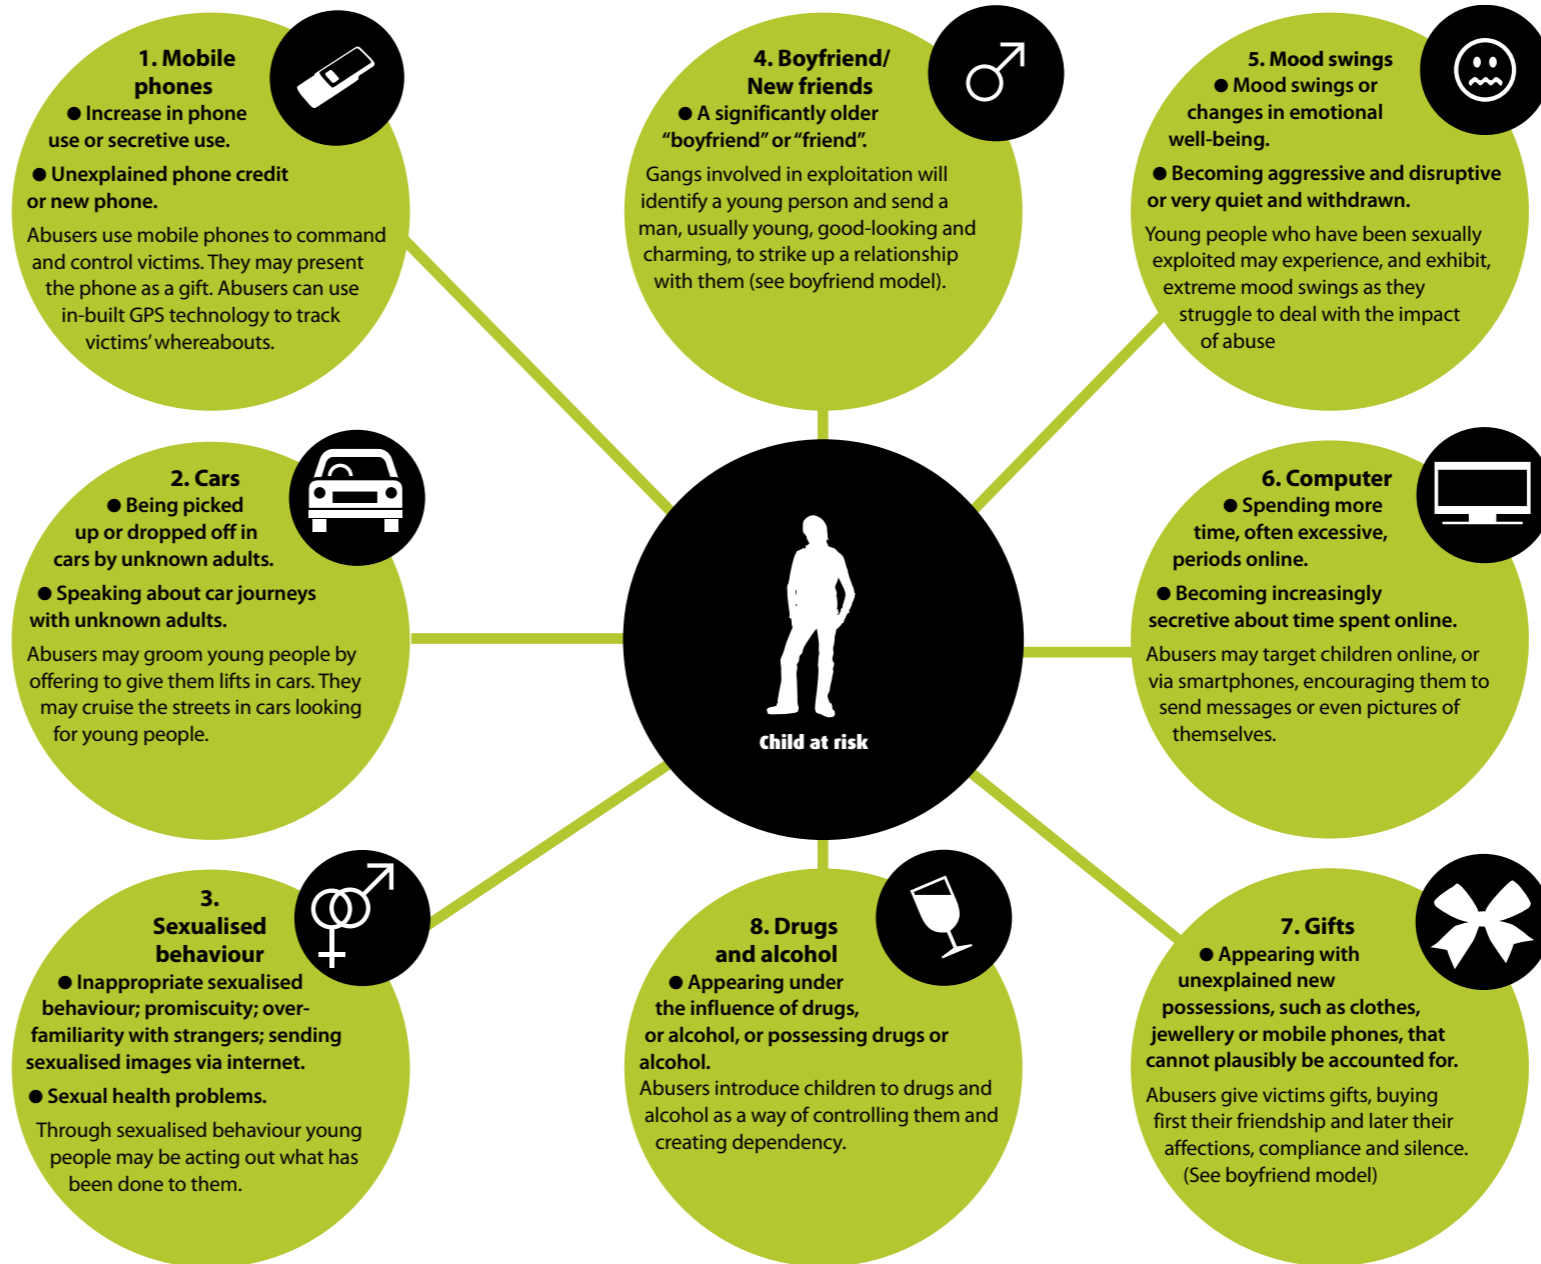 1. Mobile
phones
● Increase in phone
use or secretive use.
● Unexplained phone credit
or new phone.
Abusers use mobile phones to command
and control victims. They may present
the phone as a gift. Abusers can use
in-built GPS technology to track
victims’ whereabouts.
2. Cars
● Being picked
up or dropped off in
cars by unknown adults.
● Speaking about car journeys
with unknown adults.
Abusers may groom young people by
offering to give them lifts in cars. They
may cruise the streets in cars looking
for young people.
3.
Sexualised
behaviour
● Inappropriate sexualised
behaviour; promiscuity; over-
familiarity with strangers; sending
sexualised images via internet.
● Sexual health problems.
Through sexualised behaviour young
people may be acting out what has
been done to them.
4. Boyfriend/
New friends
● A significantly older
“boyfriend” or “friend”.
Gangs involved in exploitation will
identify a young person and send a
man, usually young, good-looking and
charming, to strike up a relationship
with them (see boyfriend model).
Child at risk
5. Mood swings
● Mood swings or
changes in emotional
well-being.
● Becoming aggressive and disruptive
or very quiet and withdrawn.
Young people who have been sexually
exploited may experience, and exhibit,
extreme mood swings as they
struggle to deal with the impact
of abuse
6. Computer
● Spending more
time, often excessive,
periods online.
● Becoming increasingly
secretive about time spent online.
Abusers may target children online, or
via smartphones, encouraging them to
send messages or even pictures of
themselves.
7. Gifts
● Appearing with
unexplained new
possessions, such as clothes,
jewellery or mobile phones, that
cannot plausibly be accounted for.
Abusers give victims gifts, buying
first their friendship and later their
affections, compliance and silence.
(See boyfriend model)
8. Drugs
and alcohol
● Appearing under
the influence of drugs,
or alcohol, or possessing drugs or
alcohol.
Abusers introduce children to drugs and
alcohol as a way of controlling them and
creating dependency.